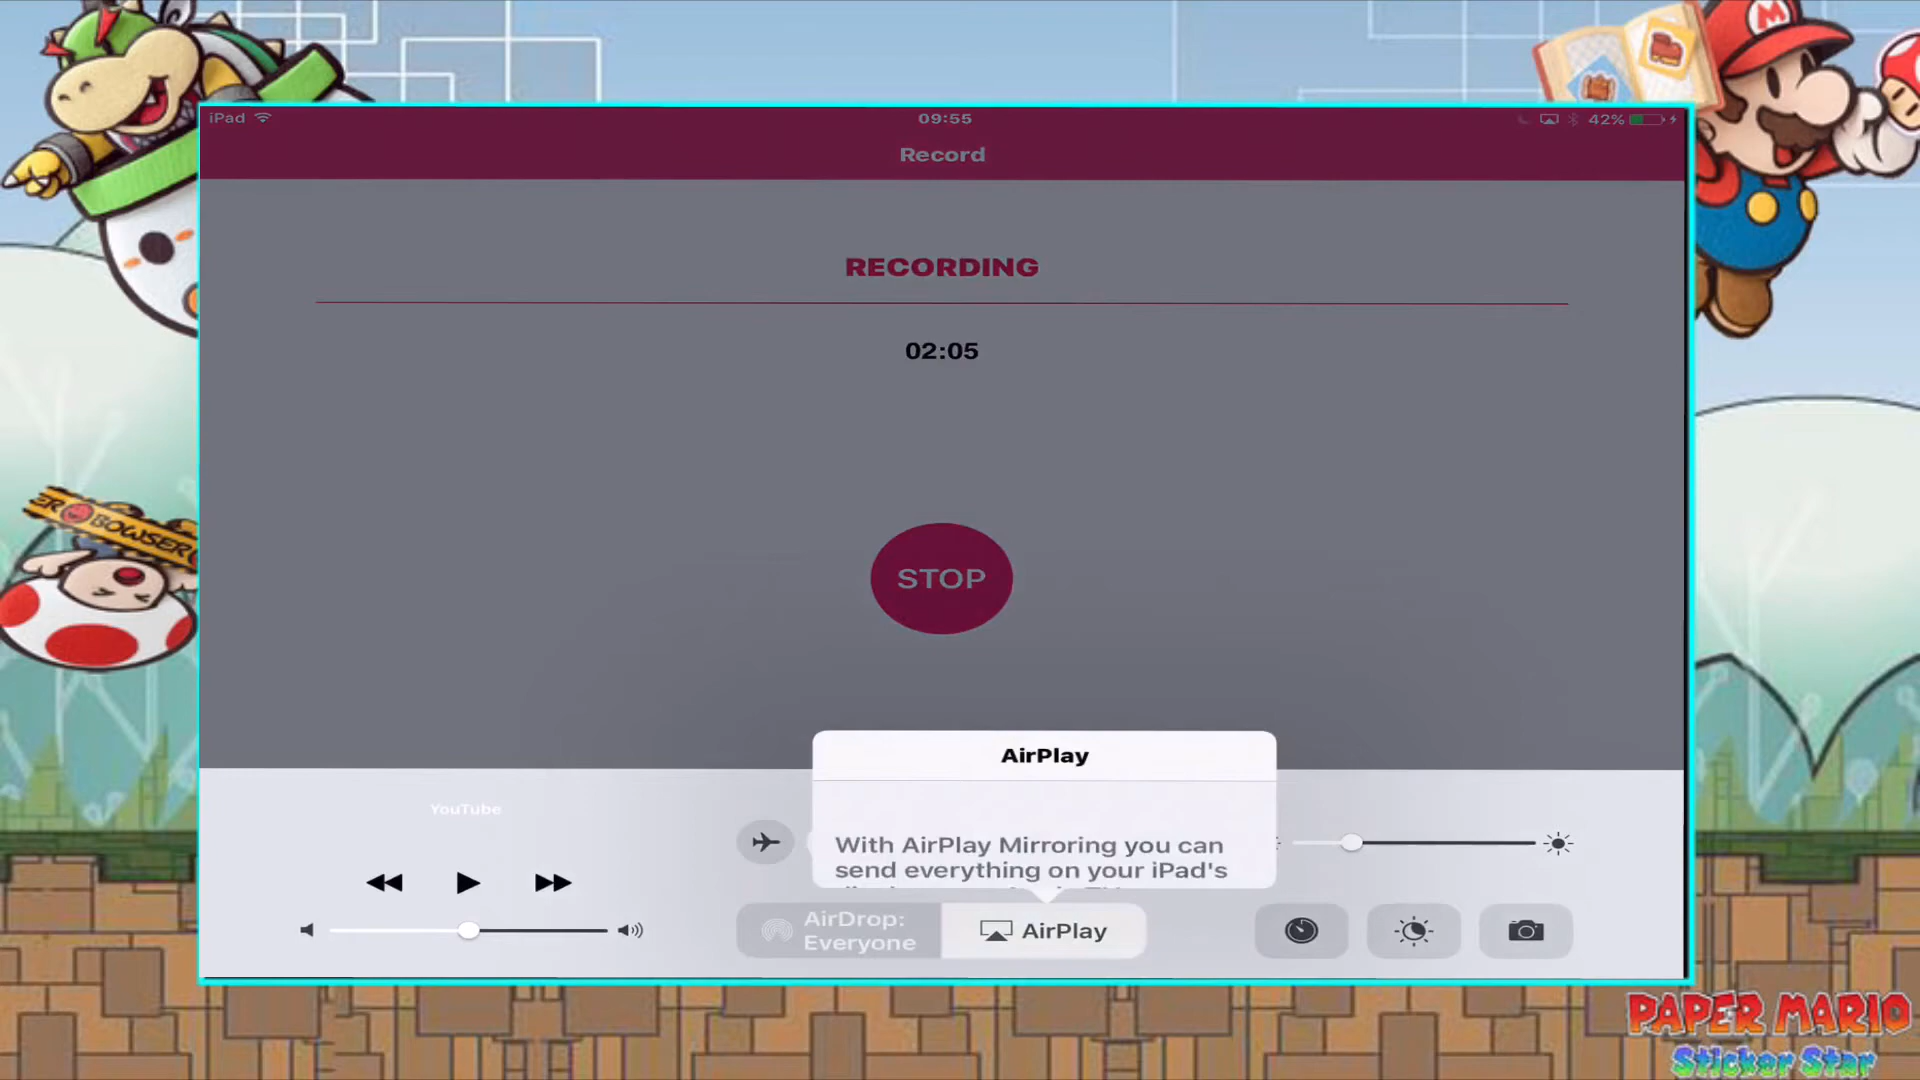 iPad
09:55
42%
Record
RECORDING
02:05
STOP
AirPlay
With AirPlay Mirroring you can
send everything on your iPad's
YouTube
AirDrop:
Everyone
AirPlay
ER BOWSER
M
PAPER MARIO
Sticker Star